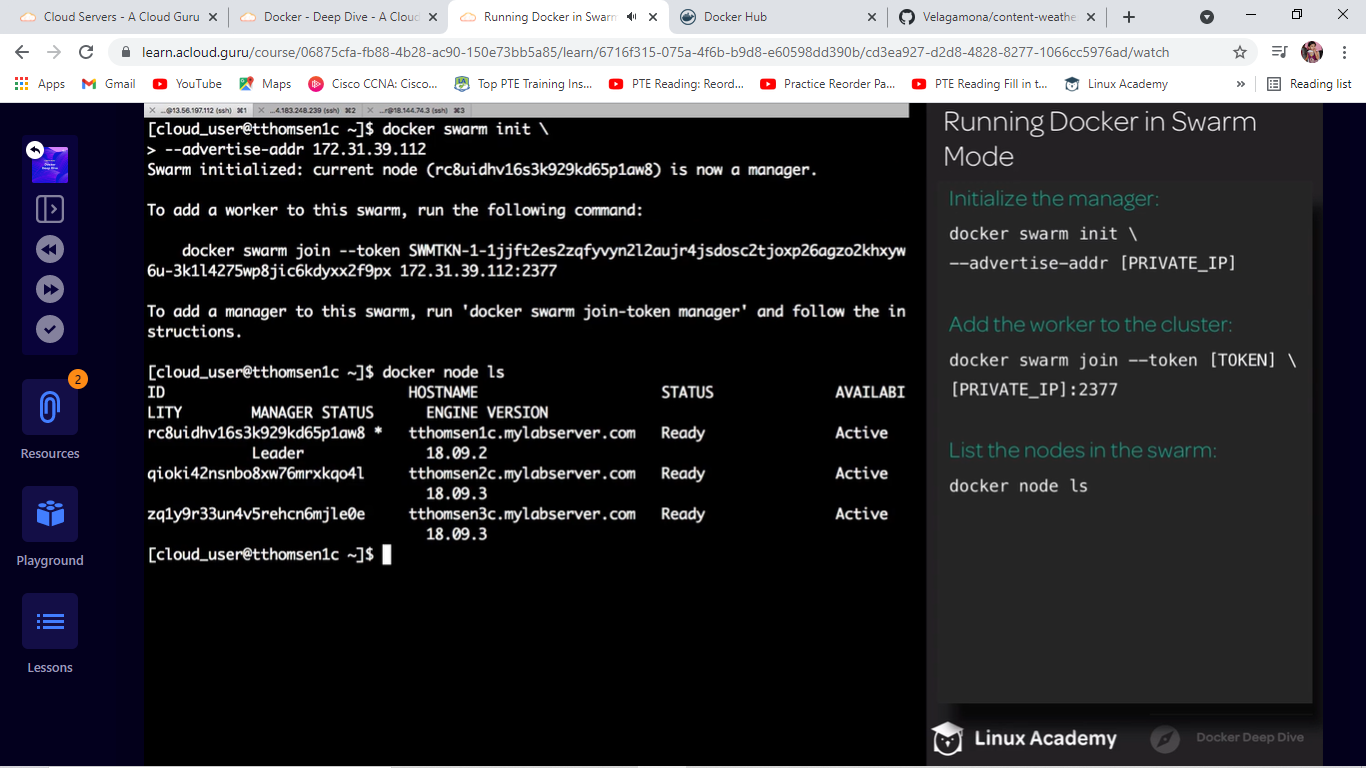 Cloud Servers - A Cloud Guru
Docker - Deep Dive - A Cloud
Running Docker in Swarm
Docker Hub
Velagamona/content-weathe
learn.acloud.guru/course/06875cfa-fb88-4b28-ac90-150e73bb5a85/learn/6716f315-075a-4f6b-b9d8-e60598dd390b/cd3ea927-d2d8-4828-8277-1066cc5976ad/watch
Apps
Gmail
YouTube
Maps
Cisco CCNA: Cisco...
Top PTE Training Ins...
PTE Reading: Reord...
Practice Reorder Pa...
PTE Reading Fill in t...
Linux Academy
»
Reading list
2
Resources
Playground
Lessons
...@13.56.197.112 (ssh) ⌘1
...4.183.248.239 (ssh) ⌘2
...r@18.144.74.3 (ssh) ⌘3
[cloud_user@tthomsen1c ~]$ docker swarm init \
> --advertise-addr 172.31.39.112
Swarm initialized: current node (rc8uidhv16s3k929kd65p1aw8) is now a manager.
To add a worker to this swarm, run the following command:
docker swarm join --token SWMTKN-1-1jjft2es2zqfyvyn2l2aujr4jsdosc2tjoxp26agzo2khxyw
6u-3k1l4275wp8jic6kdyxx2f9px 172.31.39.112:2377
To add a manager to this swarm, run 'docker swarm join-token manager' and follow the in
structions.
[cloud_user@tthomsen1c ~]$ docker node ls
ID HOSTNAME STATUS AVAILABI
LITY MANAGER STATUS ENGINE VERSION
rc8uidhv16s3k929kd65p1aw8 * tthomsen1c.mylabserver.com Ready Active
Leader 18.09.2
qioki42nsnbo8xw76mrxkqo4l tthomsen2c.mylabserver.com Ready Active
18.09.3
zq1y9r33un4v5rehcn6mjle0e tthomsen3c.mylabserver.com Ready Active
18.09.3
[cloud_user@tthomsen1c ~]$
Running Docker in Swarm
Mode
Initialize the manager:
docker swarm init \
--advertise-addr [PRIVATE_IP]
Add the worker to the cluster:
docker swarm join --token [TOKEN] \
[PRIVATE_IP]:2377
List the nodes in the swarm:
docker node ls
Linux Academy
Docker Deep Dive